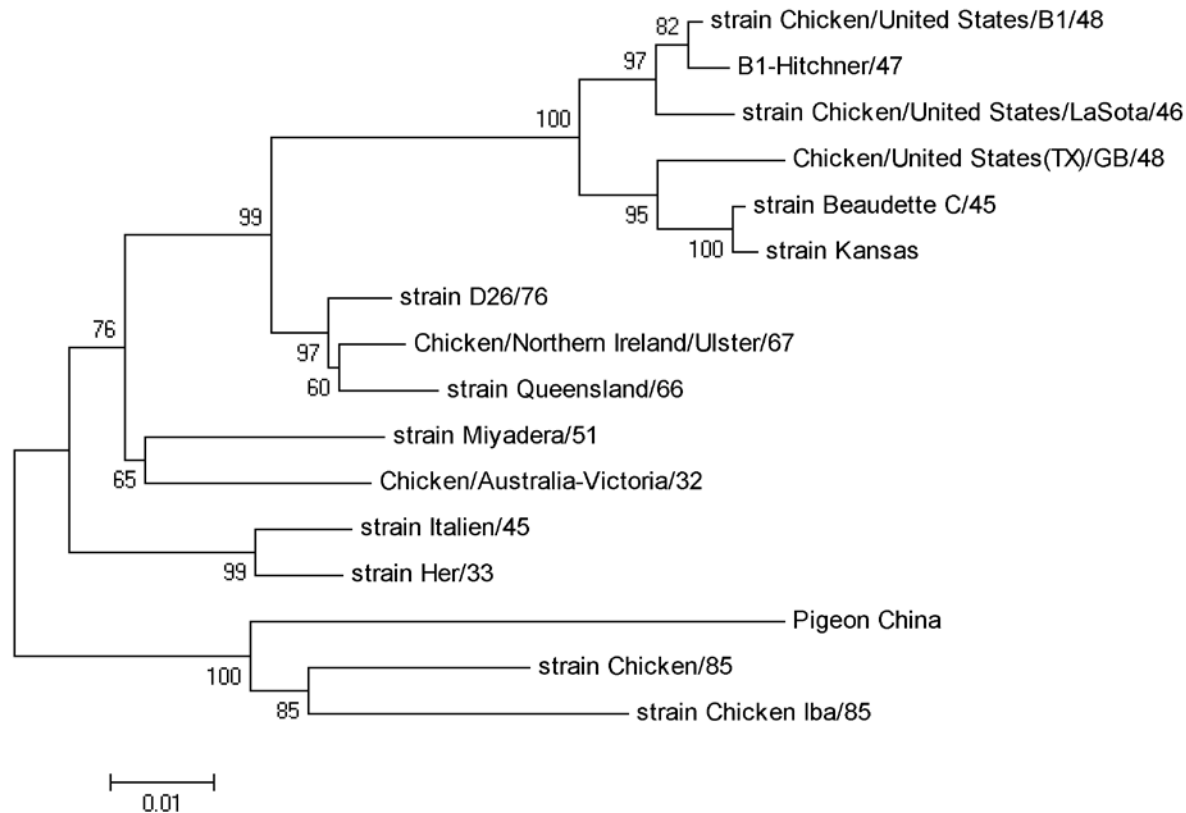 82
strain Chicken/United States/B1/48
97
B1-Hitchner/47
strain Chicken/United States/LaSota/46
100
Chicken/United States(TX)/GB/48
95
strain Beaudette C/45
100
strain Kansas
99
strain D26/76
97
Chicken/Northern Ireland/Ulster/67
60
strain Queensland/66
76
strain Miyadera/51
65
Chicken/Australia-Victoria/32
strain Italien/45
99
strain Her/33
Pigeon China
100
strain Chicken/85
85
strain Chicken Iba/85
0.01